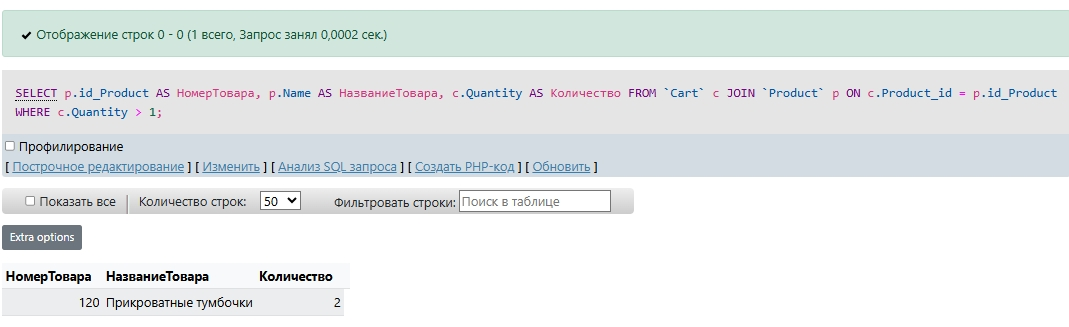 Отображение строк 0 - 0 (1 всего, Запрос занял 0,0002 сек.)
SELECT p.id_Product AS НомерТовара, p.Name AS НазваниеТовара, c.Quantity AS Количество FROM `Cart` c JOIN `Product` p ON c.Product_id = p.id_Product
WHERE c.Quantity > 1;
Профилирование
[ Построчное редактирование ] [ Изменить ] [ Анализ SQL запроса ] [ Создать PHP-код ] [ Обновить ]
Показать все Количество строк: 50 Фильтровать строки: Поиск в таблице
Extra options
НомерТовара НазваниеТовара Количество
120 Прикроватные тумбочки 2